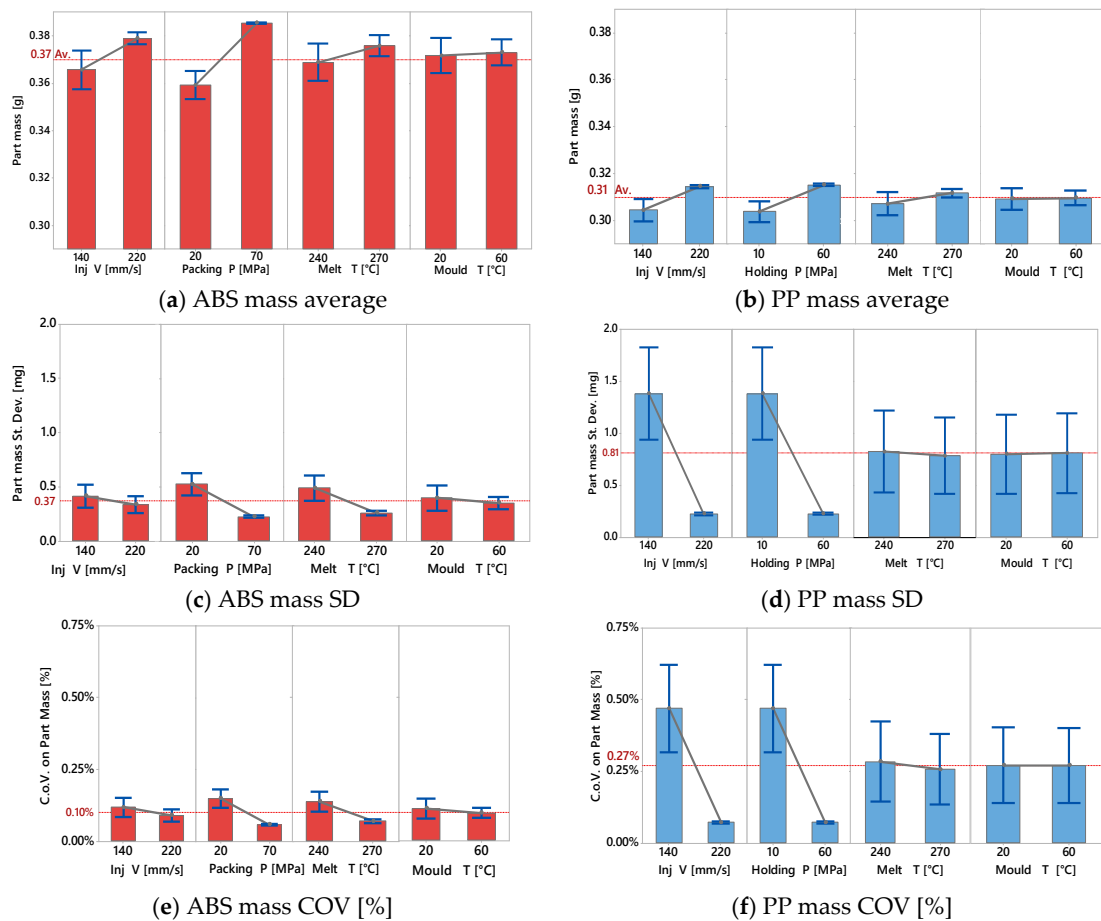 0.38
0.37 Av.
0.36
0.34
0.32
0.30
Part mass [g]
140 220 20 70 240 270 20 60
Inj V [mm/s] Packing P [MPa] Melt T [°C] Mould T [°C]
(a) ABS mass average
0.38
0.36
0.34
0.32
0.31 Av.
0.30
Part mass [g]
140 220 10 60 240 270 20 60
Inj V [mm/s] Holding P [MPa] Melt T [°C] Mould T [°C]
(b) PP mass average
2.0
1.5
1.0
0.5
0.37
0.0
Part mass St. Dev. [mg]
140 220 20 70 240 270 20 60
Inj V [mm/s] Packing P [MPa] Melt T [°C] Mould T [°C]
(c) ABS mass SD
2.0
1.5
1.0
0.81
0.5
0.0
Part mass St. Dev. [mg]
140 220 10 60 240 270 20 60
Inj V [mm/s] Holding P [MPa] Melt T [°C] Mould T [°C]
(d) PP mass SD
0.75%
0.50%
0.25%
0.10%
0.00%
C.o.V. on Part Mass [%]
140 220 20 70 240 270 20 60
Inj V [mm/s] Packing P [MPa] Melt T [°C] Mould T [°C]
(e) ABS mass COV [%]
0.75%
0.50%
0.27%
0.25%
0.00%
C.o.V. on Part Mass [%]
140 220 10 60 240 270 20 60
Inj V [mm/s] Holding P [MPa] Melt T [°C] Mould T [°C]
(f) PP mass COV [%]